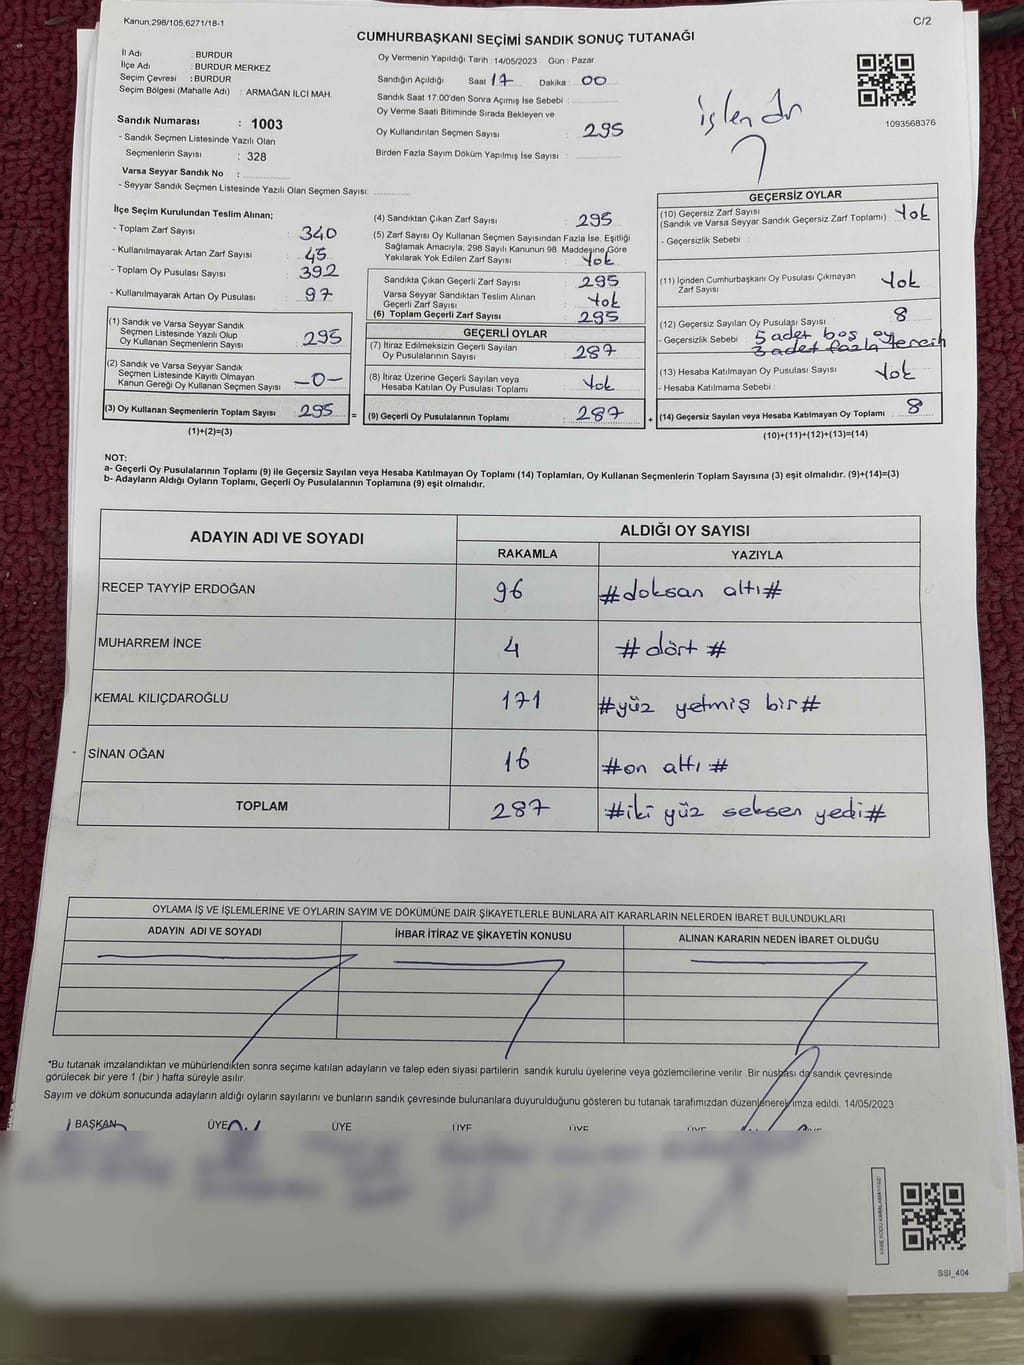 Kanun,298/105,6271/18-1
C/2
CUMHURBAŞKANI SEÇİMİ SANDIK SONUÇ TUTANAĞI
İl Adı : BURDUR
İlçe Adı : BURDUR MERKEZ
Seçim Çevresi : BURDUR
Seçim Bölgesi (Mahalle Adı) : ARMAĞAN İLCİ MAH.
Sandık Numarası : 1003
- Sandık Seçmen Listesinde Yazılı Olan
Seçmenlerin Sayısı : 328
Varsa Seyyar Sandık No :
- Seyyar Sandık Seçmen Listesinde Yazılı Olan Seçmen Sayısı:
Oy Vermenin Yapıldığı Tarih : 14/05/2023 Gün : Pazar
Sandığın Açıldığı Saat 17 Dakika : 00
Sandık Saat 17.00'den Sonra Açımış İse Sebebi :
Oy Verme Saati Bitiminde Sırada Bekleyen ve
Oy Kullandırılan Seçmen Sayısı : 295
Birden Fazla Sayım Döküm Yapılmış İse Sayısı :
işlendi
1093568376
İlçe Seçim Kurulundan Teslim Alınan;
- Toplam Zarf Sayısı : 340
- Kullanılmayarak Artan Zarf Sayısı : 45
- Toplam Oy Pusulası Sayısı : 392
- Kullanılmayarak Artan Oy Pusulası : 97
(1) Sandık ve Varsa Seyyar Sandık
Seçmen Listesinde Yazılı Olup
Oy Kullanan Seçmenlerin Sayısı : 295
(2) Sandık ve Varsa Seyyar Sandık
Seçmen Listesinde Kayıtlı Olmayan
Kanun Gereği Oy Kullanan Seçmen Sayısı : -0-
(3) Oy Kullanan Seçmenlerin Toplam Sayısı : 295
(1)+(2)=(3)
(4) Sandıktan Çıkan Zarf Sayısı : 295
(5) Zarf Sayısı Oy Kullanan Seçmen Sayısından Fazla İse, Eşitliği
Sağlamak Amacıyla, 298 Sayılı Kanunun 98. Maddesine Göre
Yakılarak Yok Edilen Zarf Sayısı : Yok
Sandıkta Çıkan Geçerli Zarf Sayısı : 295
Varsa Seyyar Sandıktan Teslim Alınan
Geçerli Zarf Sayısı : Yok
(6) Toplam Geçerli Zarf Sayısı : 295
GEÇERLİ OYLAR
(7) İtiraz Edilmeksizin Geçerli Sayılan
Oy Pusulasının Sayısı : 287
(8) İtiraz Üzerine Geçerli Sayılan veya
Hesaba Katılan Oy Pusulası Toplamı : Yok
= (9) Geçerli Oy Pusulalarının Toplamı : 287
GEÇERSİZ OYLAR
(10) Geçersiz Zarf Sayısı
(Sandık ve Varsa Seyyar Sandık Geçersiz Zarf Toplamı) : Yok
- Geçersizlik Sebebi :
(11) İçinden Cumhurbaşkanı Oy Pusulası Çıkmayan
Zarf Sayısı : Yok
(12) Geçersiz Sayılan Oy Pusulası Sayısı : 8
- Geçersizlik Sebebi : 5 adet boş oy
3 adet fazla tercih
(13) Hesaba Katılmayan Oy Pusulası Sayısı : Yok
- Hesaba Katılmama Sebebi :
+ (14) Geçersiz Sayılan veya Hesaba Katılmayan Oy Toplamı : 8
(10)+(11)+(12)+(13)=(14)
NOT:
a- Geçerli Oy Pusulalarının Toplamı (9) ile Geçersiz Sayılan veya Hesaba Katılmayan Oy Toplamı (14) Toplamları, Oy Kullanan Seçmenlerin Toplam Sayısına (3) eşit olmalıdır. (9)+(14)=(3)
b- Adayların Aldığı Oyların Toplamı, Geçerli Oy Pusulalarının Toplamına (9) eşit olmalıdır.
ADAYIN ADI VE SOYADI ALDIĞI OY SAYISI
RAKAMLA YAZIYLA
RECEP TAYYİP ERDOĞAN 96 #doksan altı#
MUHARREM İNCE 4 #dört#
KEMAL KILIÇDAROĞLU 171 #yüz yetmiş bir#
SİNAN OĞAN 16 #on altı#
TOPLAM 287 #iki yüz seksen yedi#
OYLAMA İŞ VE İŞLEMLERİNE VE OYLARIN SAYIM VE DÖKÜMÜNE DAİR ŞİKAYETLERLE BUNLARA AİT KARARLARIN NELERDEN İBARET BULUNDUKLARI
ADAYIN ADI VE SOYADI İHBAR İTİRAZ VE ŞİKAYETİN KONUSU ALINAN KARARIN NEDEN İBARET OLDUĞU
*Bu tutanak imzalandıktan ve mühürlendikten sonra seçime katılan adayların ve talep eden siyasi partilerin sandık kurulu üyelerine veya gözlemcilerine verilir .Bir nüshası da sandık çevresinde
görülecek bir yere 1 (bir ) hafta süreyle asılır.
Sayım ve döküm sonucunda adayların aldığı oyların sayılarını ve bunların sandık çevresinde bulunanlara duyurulduğunu gösteren bu tutanak tarafımızdan düzenlenerek imza edildi. 14/05/2023
BAŞKAN ÜYE ÜYE ÜYE ÜYE ÜYE
SSI_404